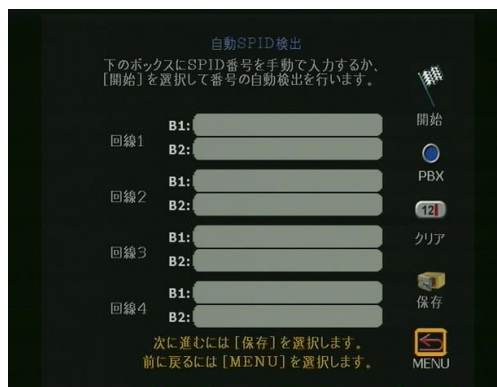 自動SPID検出
下のボックスにSPID番号を手動で入力するか、
[開始]を選択して番号の自動検出を行います。
開始
回線1
B1:
B2:
PBX
回線2
B1:
B2:
12
クリア
回線3
B1:
B2:
保存
回線4
B1:
B2:
次に進むには[保存]を選択します。
前に戻るには[MENU]を選択します。
MENU